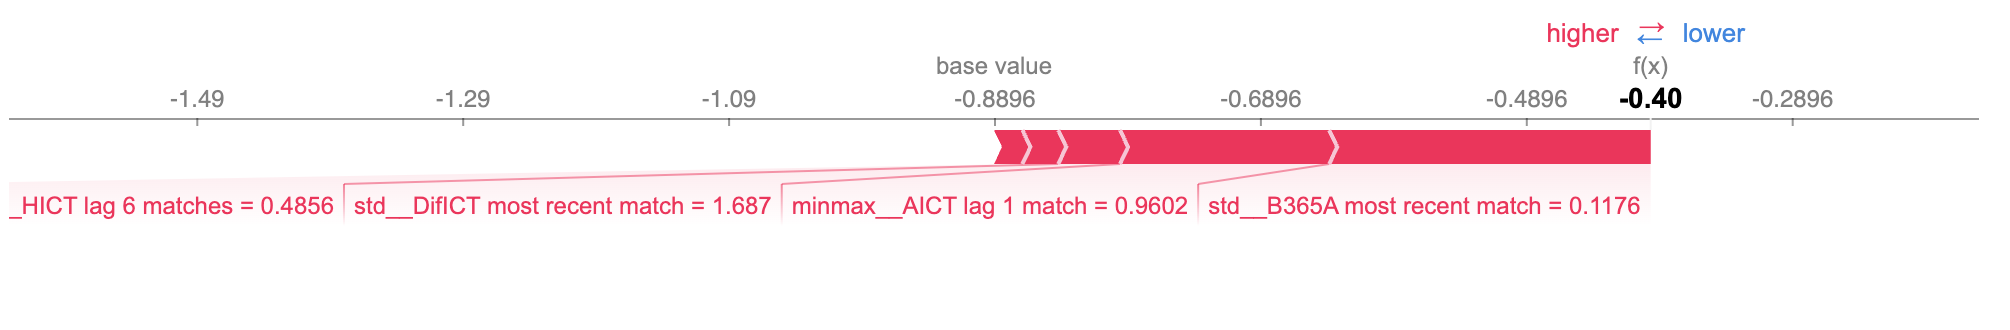 higher ⇄ lower
base value f(x)
-1.49 -1.29 -1.09 -0.8896 -0.6896 -0.4896 -0.40 -0.2896
_HICT lag 6 matches = 0.4856 std__DifICT most recent match = 1.687 minmax__AICT lag 1 match = 0.9602 std__B365A most recent match = 0.1176